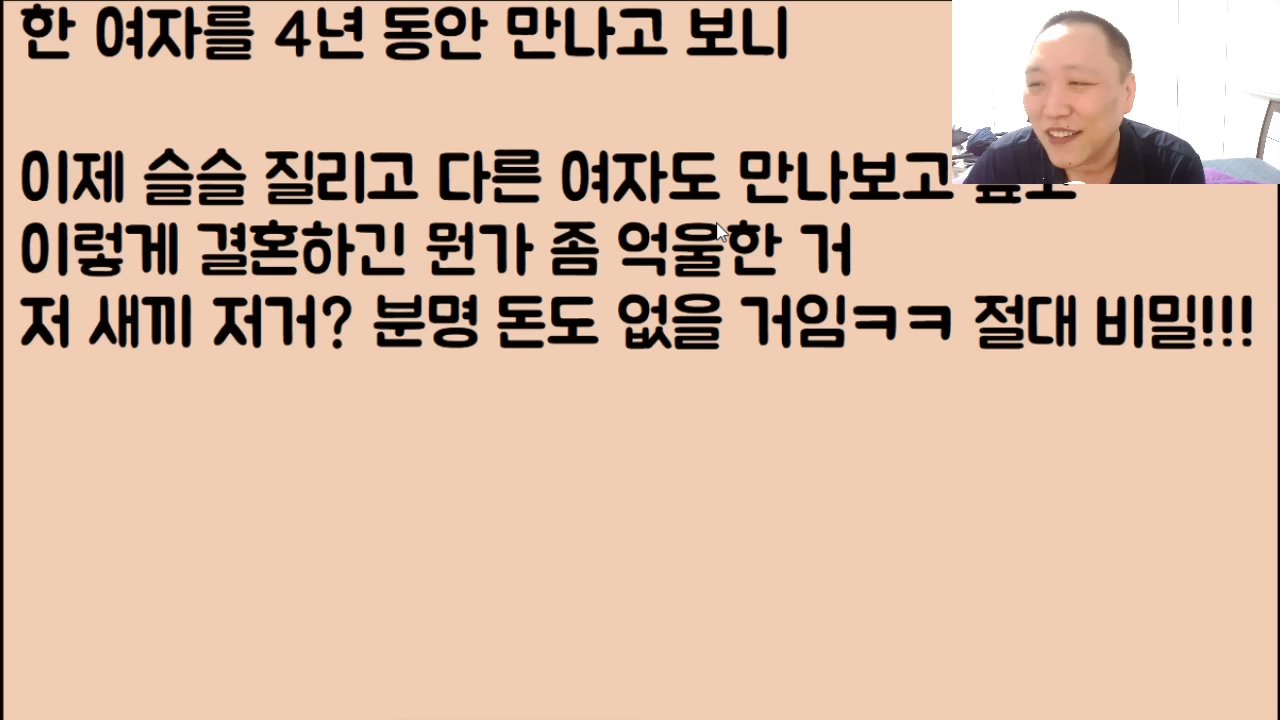 한 여자를 4년 동안 만나고 보니
이제 슬슬 질리고 다른 여자도 만나보고
이렇게 결혼하긴 뭔가 좀 억울한 거
저 새끼 저거? 분명 돈도 없을 거임ㅋㅋ 절대 비밀!!!